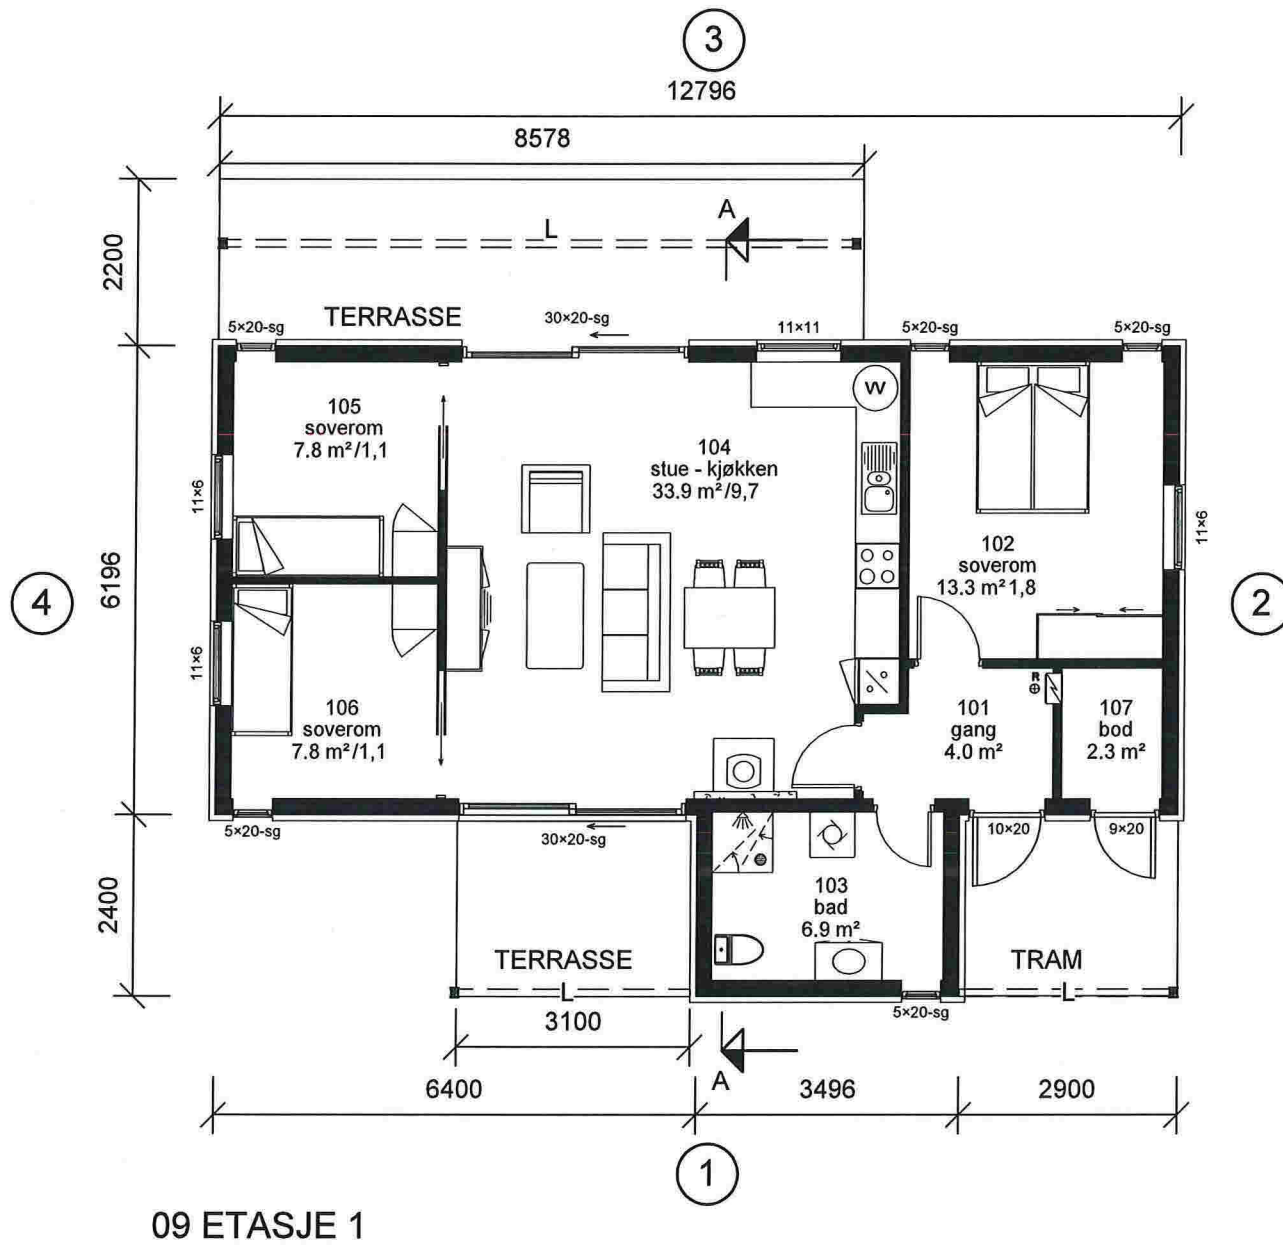 3
12796
8578
A
L
2200
TERRASSE
5×20-sg
30×20-sg
11×11
5×20-sg
5×20-sg
105
soverom
7.8 m²/1,1
104
stue - kjøkken
33.9 m²/9,7
VV
11×6
11×6
102
soverom
13.3 m² 1,8
4
6196
2
11×6
106
soverom
7.8 m²/1,1
R
101
gang
4.0 m²
107
bod
2.3 m²
5×20-sg
30×20-sg
10×20
9×20
2400
103
bad
6.9 m²
TERRASSE
L
TRAM
L
5×20-sg
3100
A
6400
3496
2900
1
09 ETASJE 1